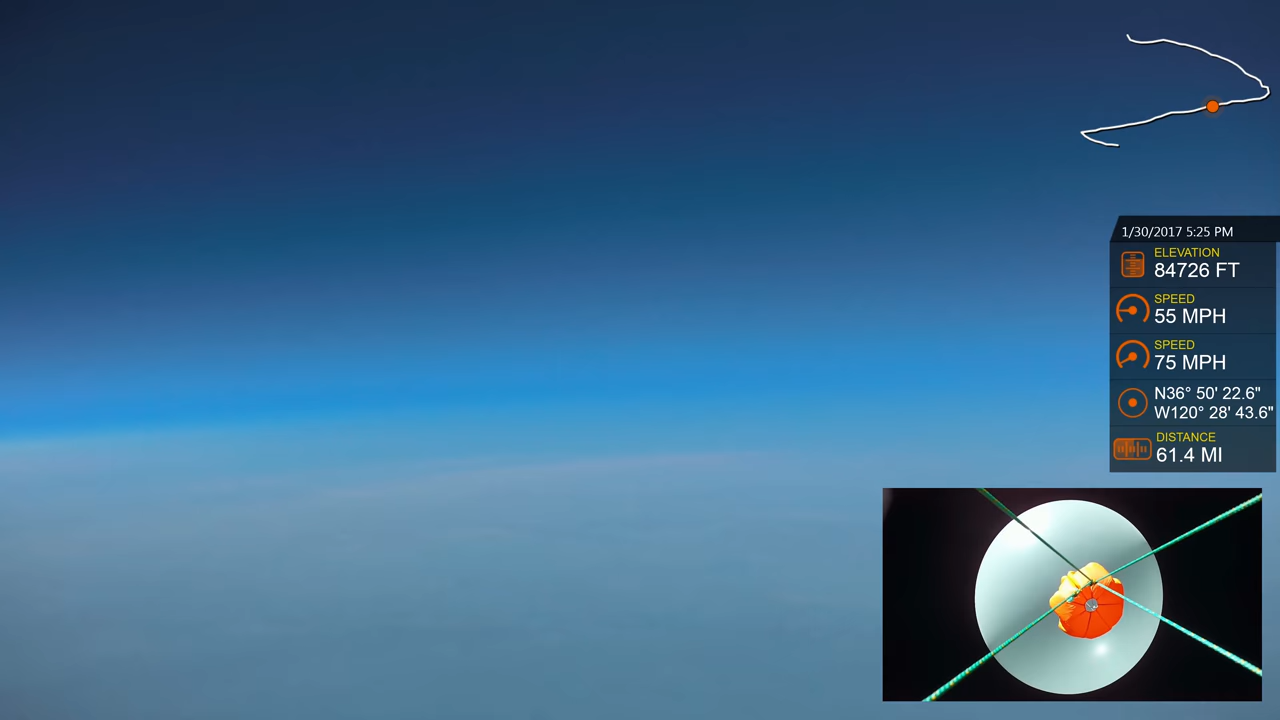 1/30/2017 5:25 PM
ELEVATION
84726 FT
SPEED
55 MPH
SPEED
75 MPH
N36° 50' 22.6"
W120° 28' 43.6"
DISTANCE
61.4 MI